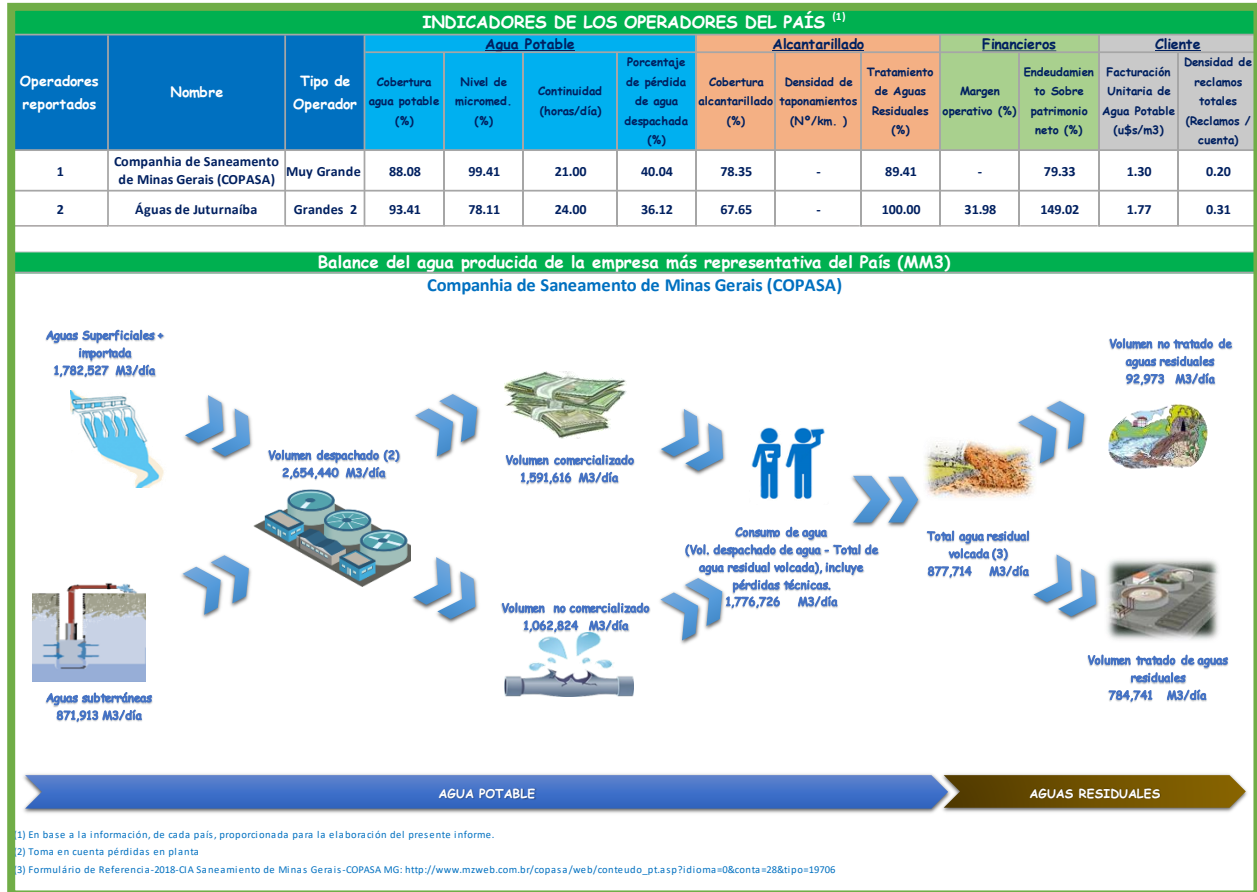 INDICADORES DE LOS OPERADORES DEL PAÍS (1)
Operadores reportados
Nombre
Tipo de Operador
Agua Potable
Alcantarillado
Financieros
Cliente
Cobertura agua potable (%)
Nivel de micromed. (%)
Continuidad (horas/día)
Porcentaje de pérdida de agua despachada (%)
Cobertura alcantarillado (%)
Densidad de taponamientos (Nº/km. )
Tratamiento de Aguas Residuales (%)
Margen operativo (%)
Endeudamien to Sobre patrimonio neto (%)
Facturación Unitaria de Agua Potable (u$s/m3)
Densidad de reclamos totales (Reclamos / cuenta)
1 Companhia de Saneamento de Minas Gerais (COPASA) Muy Grande 88.08 99.41 21.00 40.04 78.35 - 89.41 - 79.33 1.30 0.20
2 Águas de Juturnaíba Grandes 2 93.41 78.11 24.00 36.12 67.65 - 100.00 31.98 149.02 1.77 0.31
Balance del agua producida de la empresa más representativa del País (MM3)
Companhia de Saneamento de Minas Gerais (COPASA)
Aguas Superficiales +
importada
1,782,527 M3/día
Volumen despachado (2)
2,654,440 M3/día
Aguas subterráneas
871,913 M3/día
Volumen comercializado
1,591,616 M3/día
Volumen no comercializado
1,062,824 M3/día
Consumo de agua
(Vol. despachado de agua - Total de
agua residual volcada), incluye
pérdidas técnicas.
1,776,726 M3/día
Total agua residual
volcada (3)
877,714 M3/día
Volumen no tratado de
aguas residuales
92,973 M3/día
Volumen tratado de aguas
residuales
784,741 M3/día
AGUA POTABLE
AGUAS RESIDUALES
(1) En base a la información, de cada país, proporcionada para la elaboración del presente informe.
(2) Toma en cuenta pérdidas en planta
(3) Formulário de Referencia-2018-CIA Saneamiento de Minas Gerais-COPASA MG: http://www.mzweb.com.br/copasa/web/conteudo_pt.asp?idioma=0&conta=28&tipo=19706